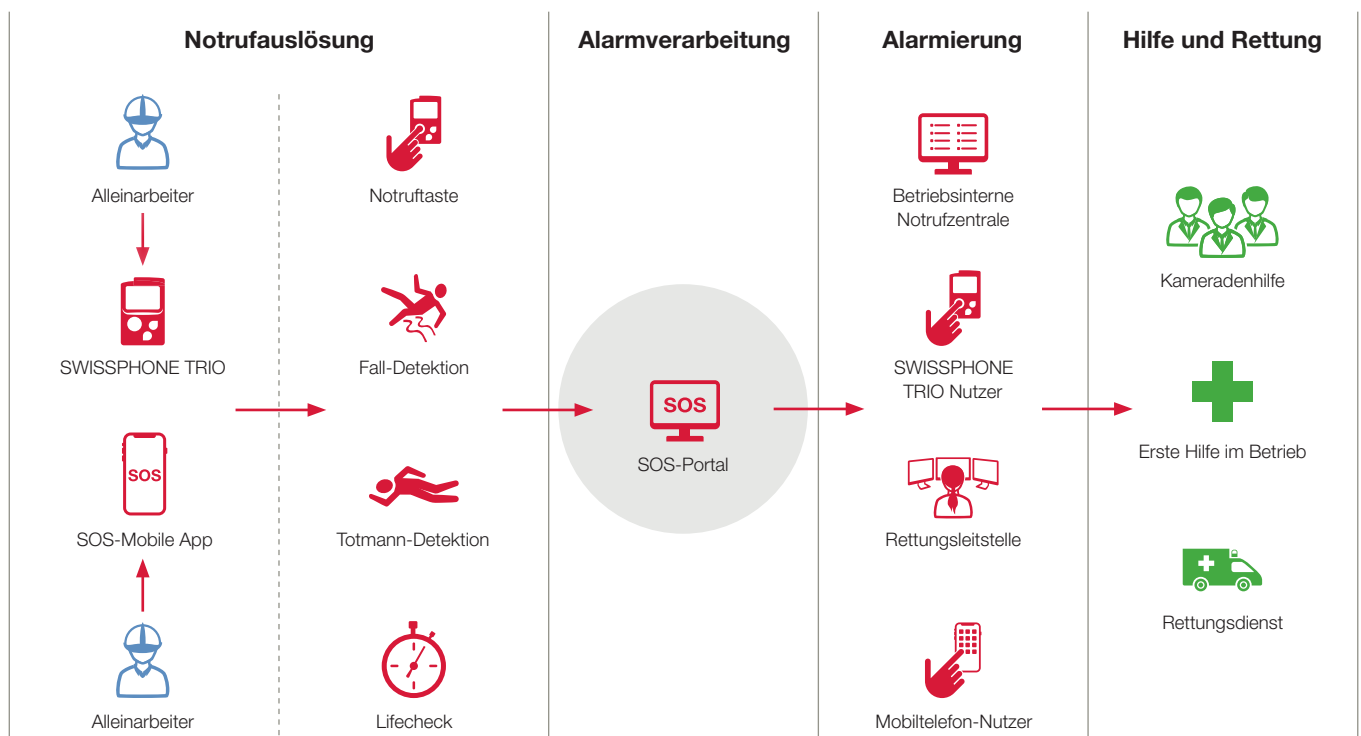 Notrufauslösung
Alarmverarbeitung
Alarmierung
Hilfe und Rettung
Alleinarbeiter
SWISSPHONE TRIO
SOS
SOS-Mobile App
Alleinarbeiter
Notruftaste
Fall-Detektion
Totmann-Detektion
Lifecheck
SOS
SOS-Portal
Betriebsinterne
Notrufzentrale
SWISSPHONE
TRIO Nutzer
Rettungsleitstelle
Mobiltelefon-Nutzer
Kameradenhilfe
Erste Hilfe im Betrieb
Rettungsdienst